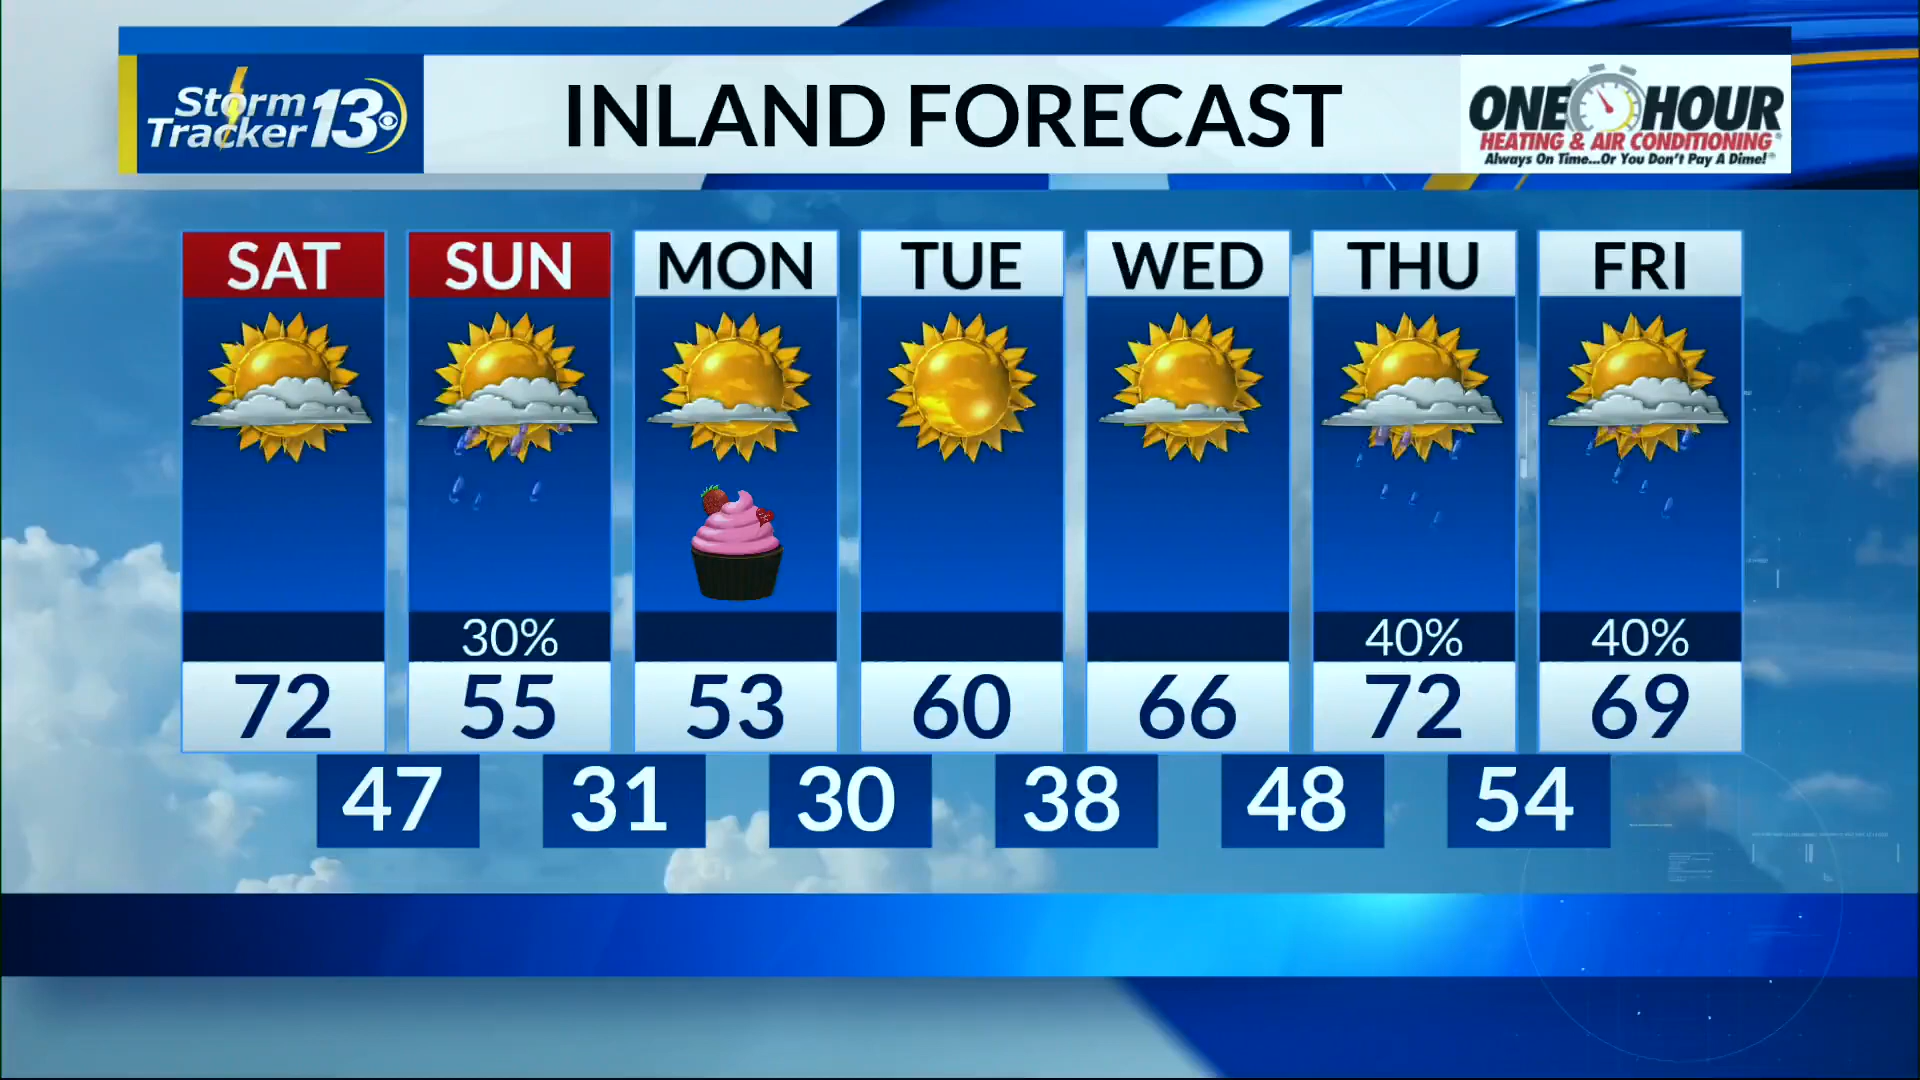 Storm
Tracker 13
INLAND FORECAST
ONE HOUR
HEATING & AIR CONDITIONING®
Always On Time...Or You Don't Pay A Dime!®
SAT SUN MON TUE WED THU FRI
30% 40% 40%
72 55 53 60 66 72 69
47 31 30 38 48 54